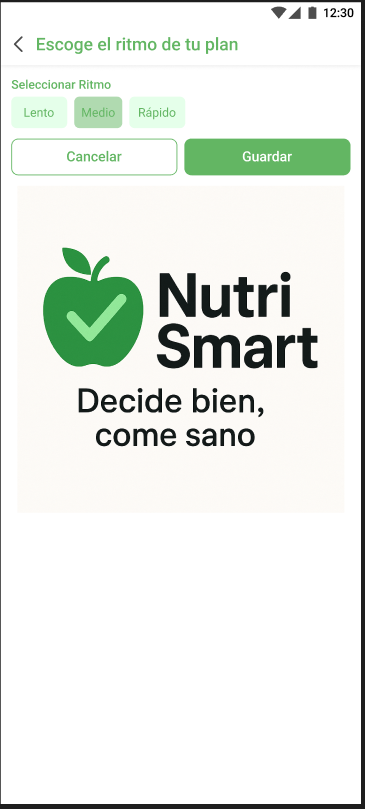 12:30
Escoge el ritmo de tu plan
Seleccionar Ritmo
Lento Medio Rápido
Cancelar Guardar
Nutri
Smart
Decide bien,
come sano